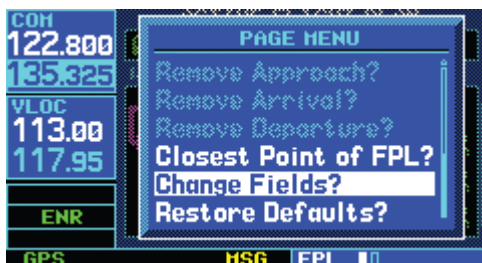 COM
122.800
135.325
VLOC
113.00
117.95
ENR
GPS
PAGE MENU
Remove Approach?
Remove Arrival?
Remove Departure?
Closest Point of FPL?
Change Fields?
Restore Defaults?
MSG
FPL